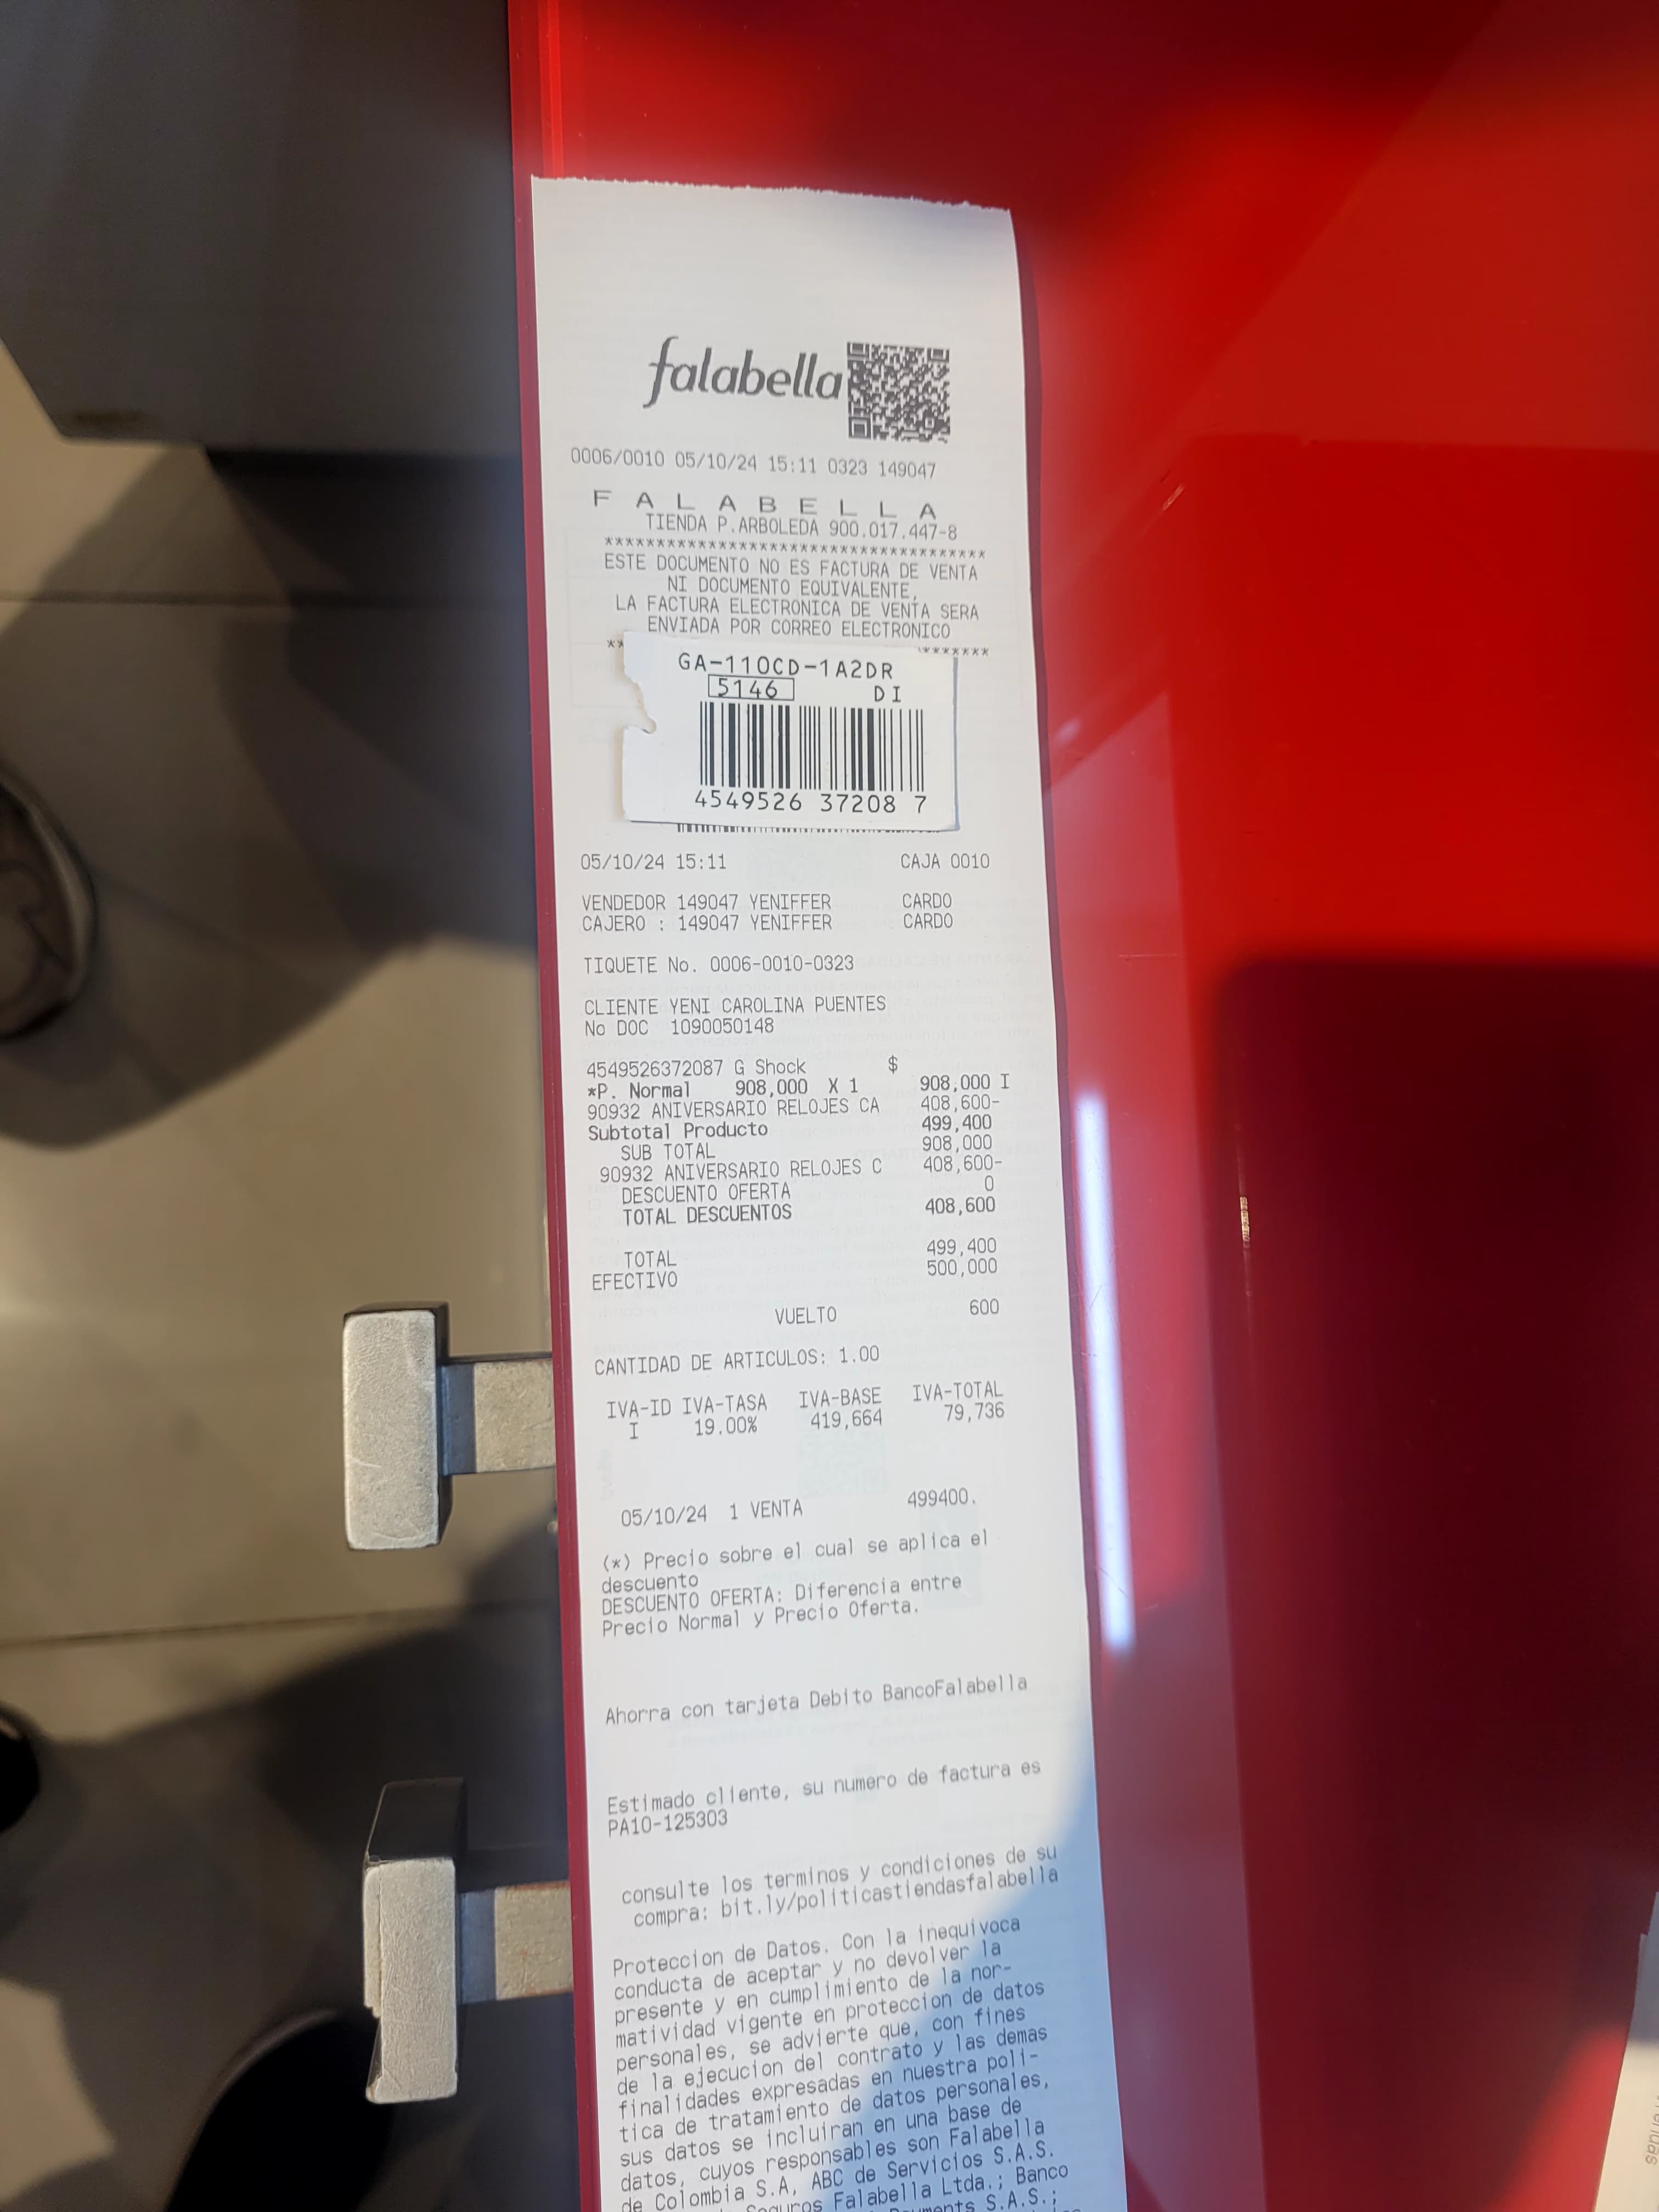 falabella
0006/0010 05/10/24 15:11 0323 149047
F A L A B E L L A
TIENDA P.ARBOLEDA 900.017.447-8
*************************************
ESTE DOCUMENTO NO ES FACTURA DE VENTA
NI DOCUMENTO EQUIVALENTE,
LA FACTURA ELECTRONICA DE VENTA SERA
ENVIADA POR CORREO ELECTRONICO
** *******
GA-110CD-1A2DR
5146 DI
4549526 37208 7
05/10/24 15:11 CAJA 0010
VENDEDOR 149047 YENIFFER CARDO
CAJERO : 149047 YENIFFER CARDO
TIQUETE No. 0006-0010-0323
CLIENTE YENI CAROLINA PUENTES
No DOC 1090050148
4549526372087 G Shock $
*P. Normal 908,000 X 1 908,000 I
90932 ANIVERSARIO RELOJES CA 408,600-
Subtotal Producto 499,400
SUB TOTAL 908,000
90932 ANIVERSARIO RELOJES C 408,600-
DESCUENTO OFERTA 0
TOTAL DESCUENTOS 408,600
TOTAL 499,400
EFECTIVO 500,000
VUELTO 600
CANTIDAD DE ARTICULOS: 1.00
IVA-ID IVA-TASA IVA-BASE IVA-TOTAL
I 19.00% 419,664 79,736
05/10/24 1 VENTA 499400.
(*) Precio sobre el cual se aplica el
descuento
DESCUENTO OFERTA: Diferencia entre
Precio Normal y Precio Oferta.
Ahorra con tarjeta Debito BancoFalabella
Estimado cliente, su numero de factura es
PA10-125303
consulte los terminos y condiciones de su
compra: bit.ly/politicastiendasfalabella
Proteccion de Datos. Con la inequivoca
conducta de aceptar y no devolver la
presente y en cumplimiento de la nor-
matividad vigente en proteccion de datos
personales, se advierte que, con fines
de la ejecucion del contrato y las demas
finalidades expresadas en nuestra poli-
tica de tratamiento de datos personales,
sus datos se incluiran en una base de
datos, cuyos responsables son Falabella
de Colombia S.A, ABC de Servicios S.A.S.
Seguros Falabella Ltda.; Banco
S.A.S.;